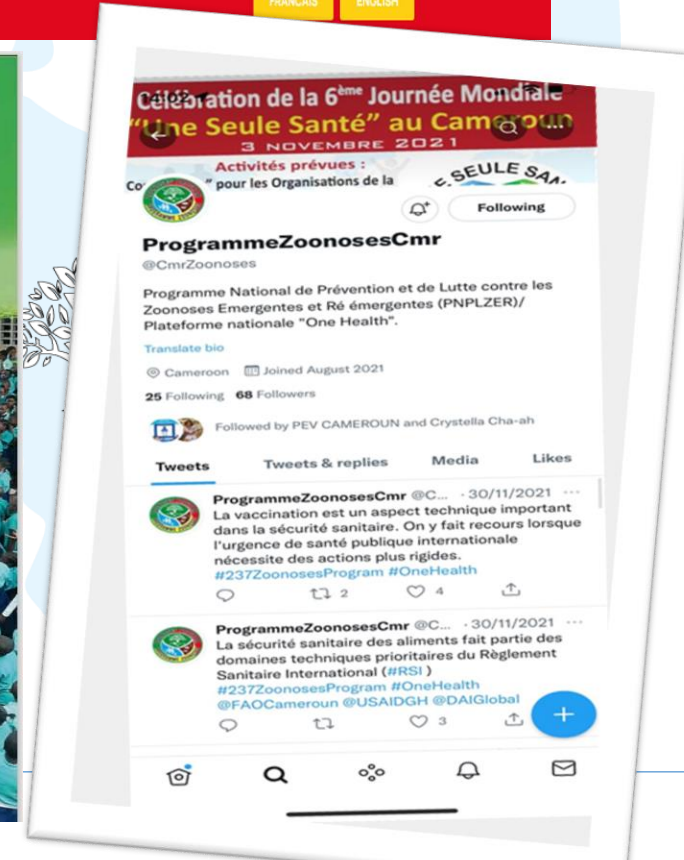 FRANÇAIS ENGLISH
Célébration de la 6ème Journée Mondiale
"Une Seule Santé" au Cameroun
3 NOVEMBRE 2021
Activités prévues :
" pour les Organisations de la
SEULE
Following
ProgrammeZoonosesCmr
@CmrZoonoses
Programme National de Prévention et de Lutte contre les
Zoonoses Emergentes et Ré émergentes (PNPLZER)/
Plateforme nationale "One Health".
Translate bio
Cameroon Joined August 2021
25 Following 68 Followers
Followed by PEV CAMEROUN and Crystella Cha-ah
Tweets Tweets & replies Media Likes
ProgrammeZoonosesCmr @C... · 30/11/2021 ...
La vaccination est un aspect technique important
dans la sécurité sanitaire. On y fait recours lorsque
l'urgence de santé publique internationale
nécessite des actions plus rigides.
#237ZoonosesProgram #OneHealth
2 4
ProgrammeZoonosesCmr @C... · 30/11/2021 ...
La sécurité sanitaire des aliments fait partie des
domaines techniques prioritaires du Règlement
Sanitaire International (#RSI )
#237ZoonosesProgram #OneHealth
@FAOCameroun @USAIDGH @DAIGlobal
3